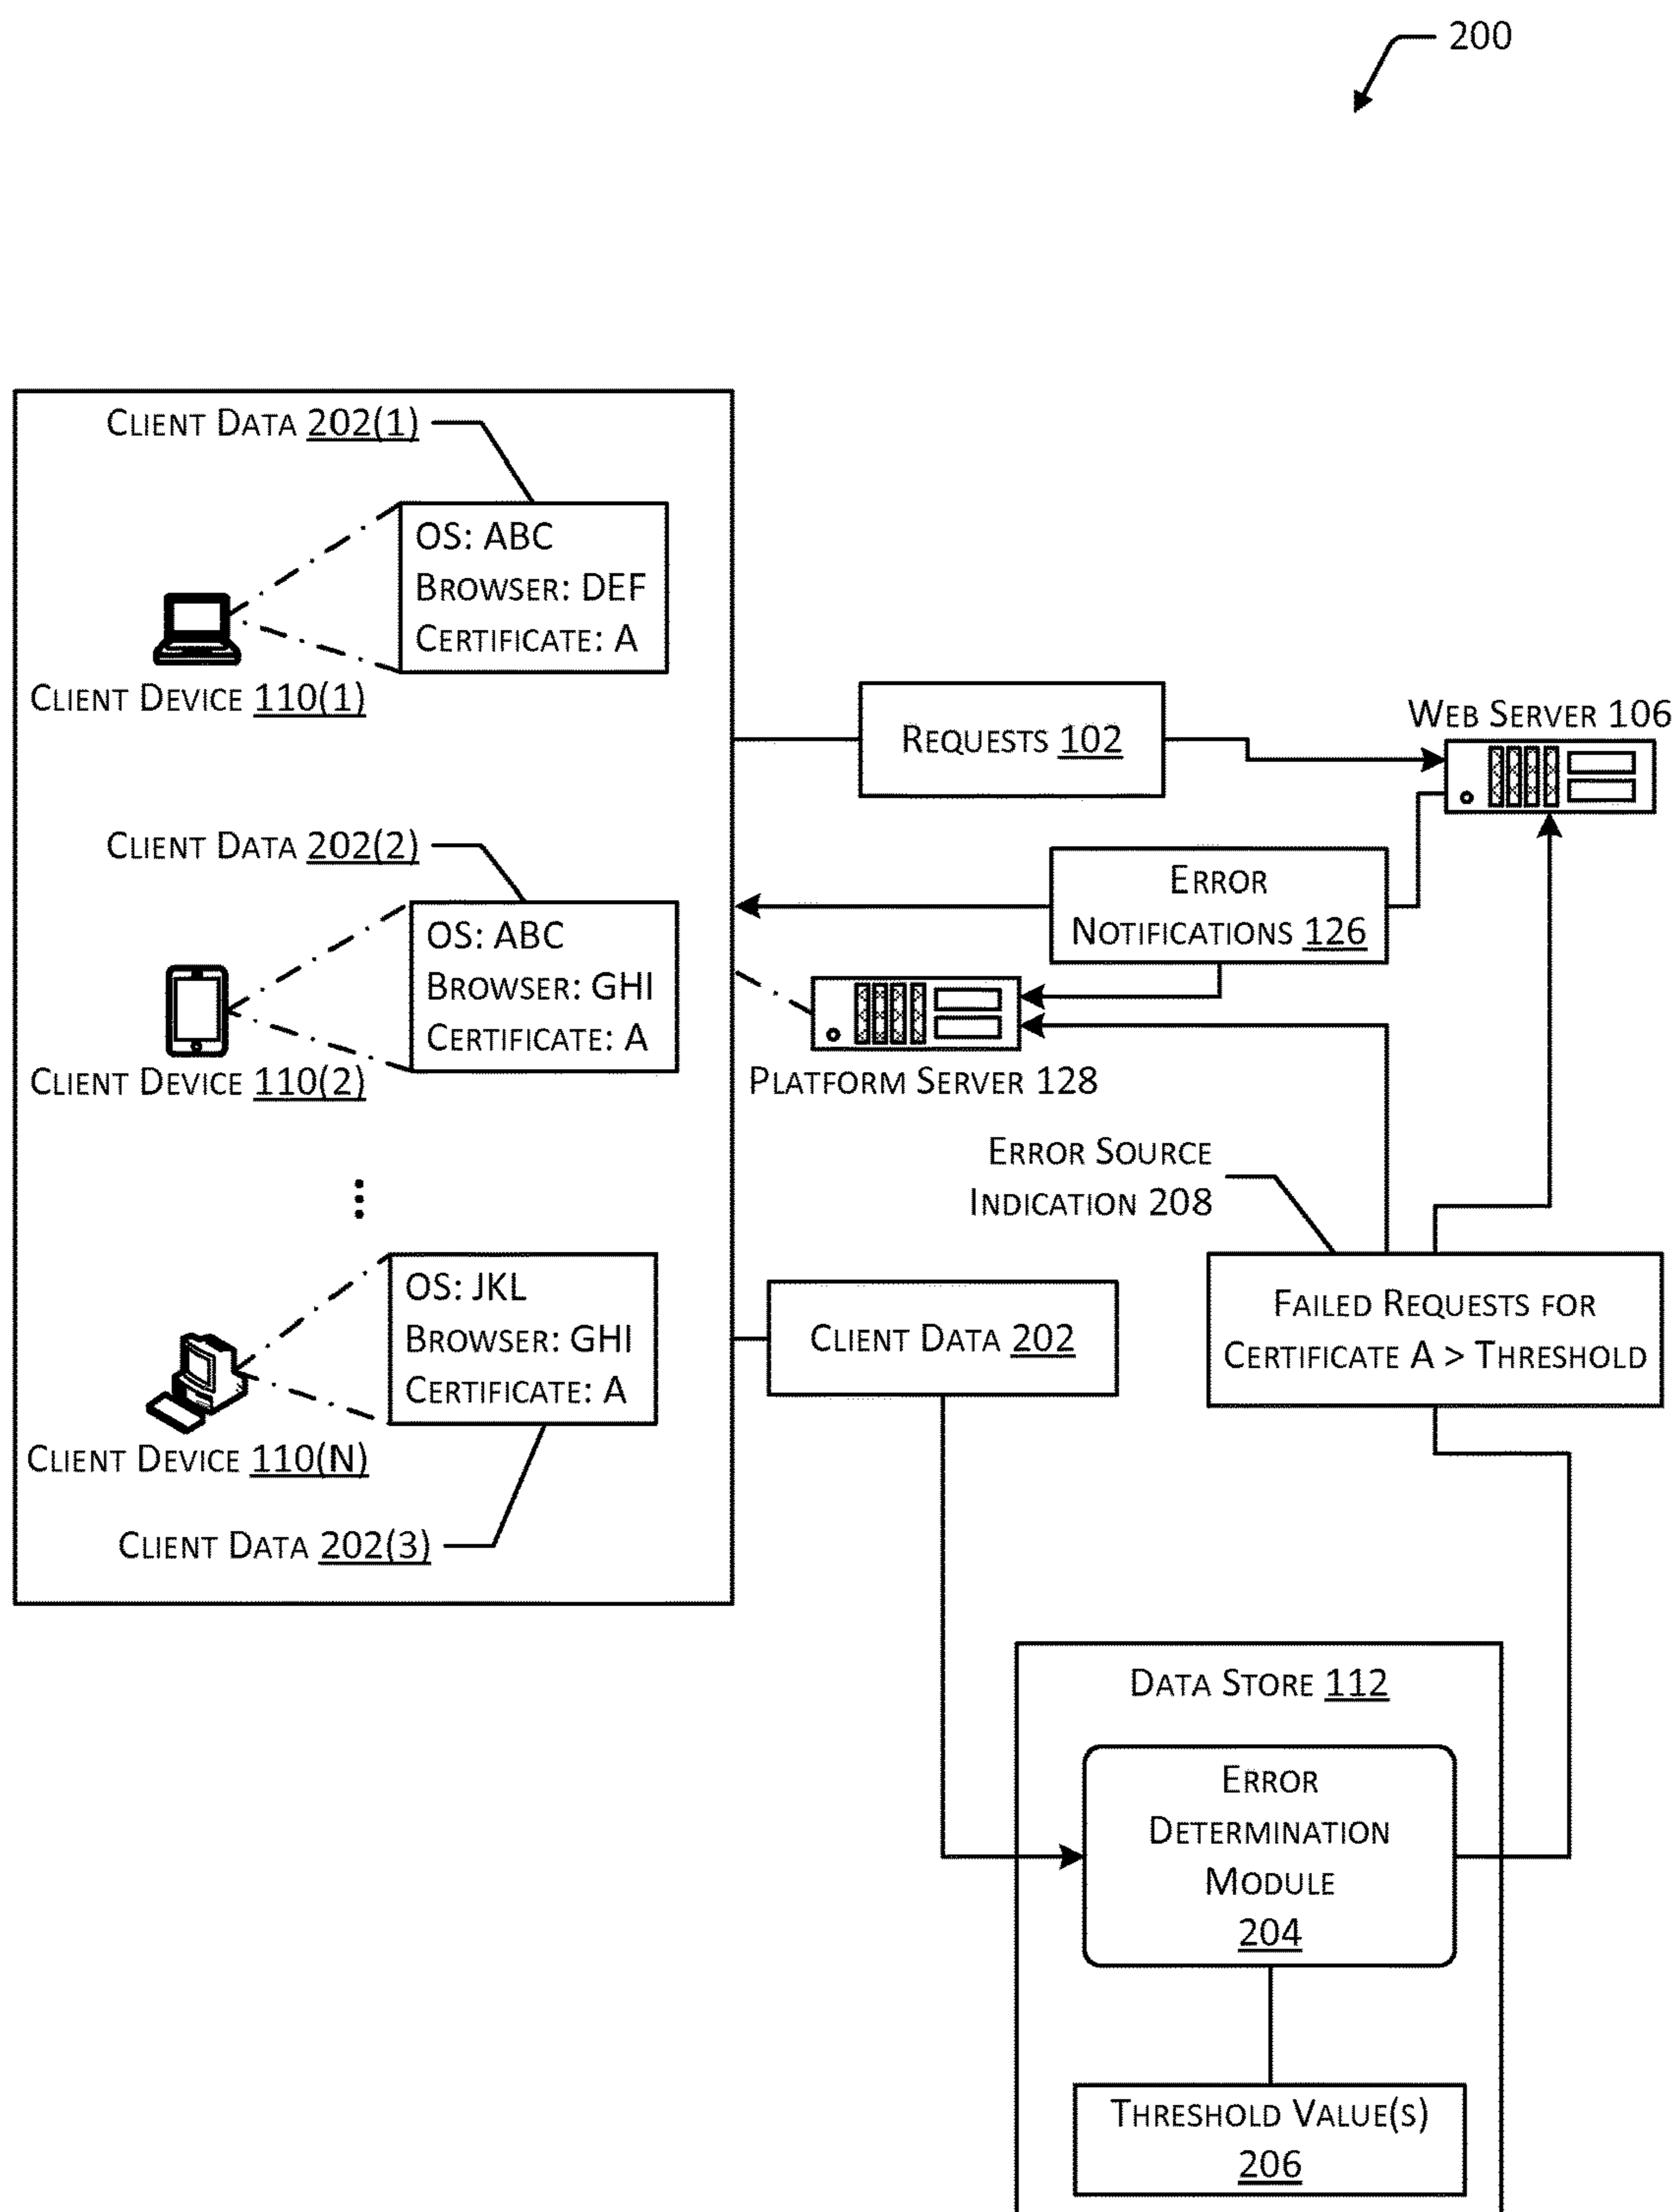 200
CLIENT DATA 202(1)
OS: ABC
BROWSER: DEF
CERTIFICATE: A
CLIENT DEVICE 110(1)
REQUESTS 102
WEB SERVER 106
CLIENT DATA 202(2)
OS: ABC
BROWSER: GHI
CERTIFICATE: A
CLIENT DEVICE 110(2)
ERROR
NOTIFICATIONS 126
PLATFORM SERVER 128
ERROR SOURCE
INDICATION 208
OS: JKL
BROWSER: GHI
CERTIFICATE: A
CLIENT DEVICE 110(N)
CLIENT DATA 202(3)
CLIENT DATA 202
FAILED REQUESTS FOR
CERTIFICATE A > THRESHOLD
DATA STORE 112
ERROR
DETERMINATION
MODULE
204
THRESHOLD VALUE(S)
206